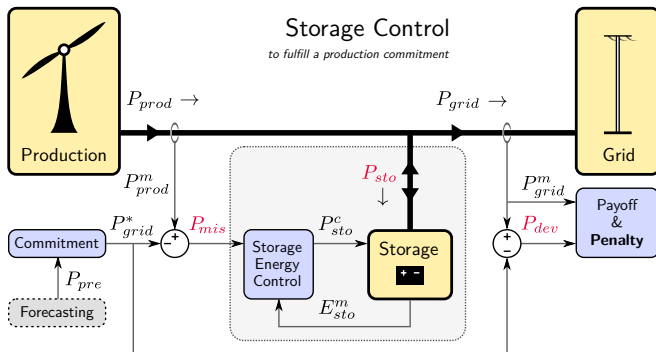 Storage Control
to fulfill a production commitment
P_prod →
P_grid →
Production
Grid
P^m_prod
P_sto
↓
P^m_grid
P^*_grid
+
−
P_mis
P^c_sto
+
−
P_dev
Payoff
&
Penalty
Commitment
Storage
Energy
Control
Storage
+ −
P_pre
E^m_sto
Forecasting